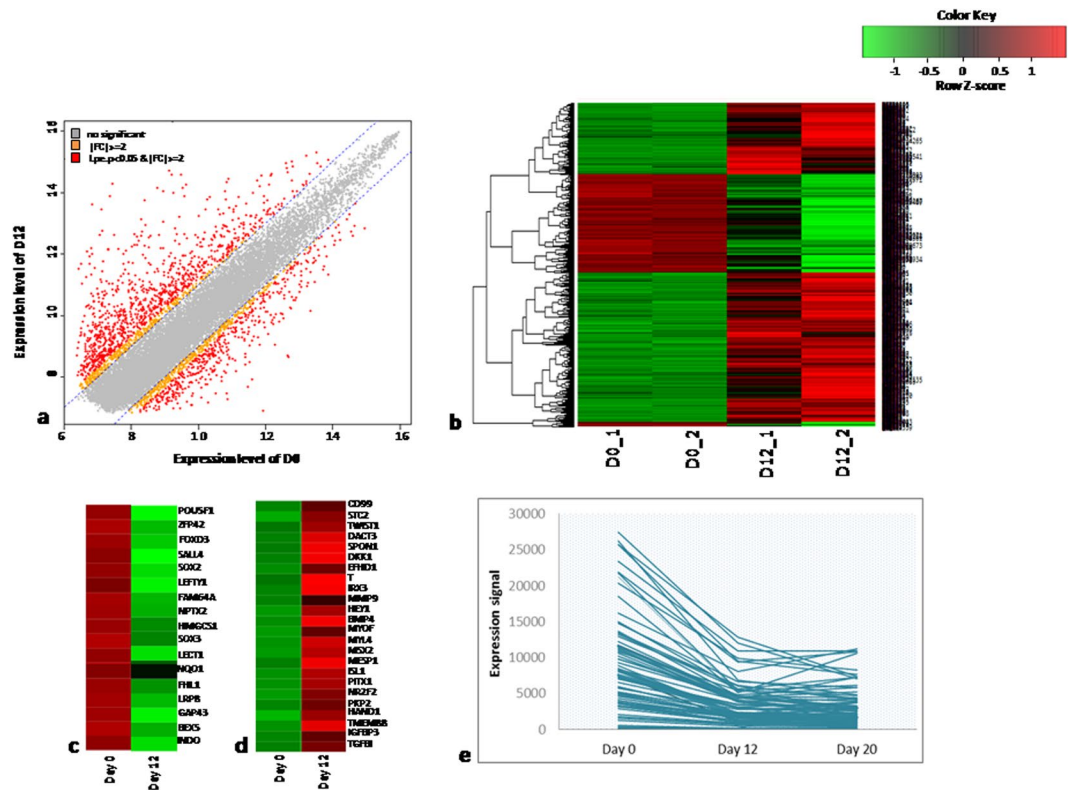 Color Key
-1 -0.5 0 0.5 1
Row Z-score
no significant
|FC|>=2
Lpe.p<0.05 & |FC|>=2
Expression level of D12
16
14
12
10
8
6 8 10 12 14 16
Expression level of D0
a
b
D0_1 D0_2 D12_1 D12_2
POU5F1
ZFP42
FOXD3
SALL4
SOX2
LEFTY1
FAM64A
NPTX2
HMGCS1
SOX3
LECT1
NQO1
FHL1
LRP8
GAP43
BEX5
INDO
c
Day 0 Day 12
CD99
STC2
TWIST1
DACT3
SPON1
DKK1
EFHD1
T
IRX3
MMP9
HEY1
BMP4
MYOF
MYL4
MSX2
MESP1
ISL1
PITX1
NR2F2
PKP2
HAND1
TMEM88
IGFBP3
TGFBI
d
Day 0 Day 12
Expression signal
30000
25000
20000
15000
10000
5000
0
Day 0 Day 12 Day 20
e